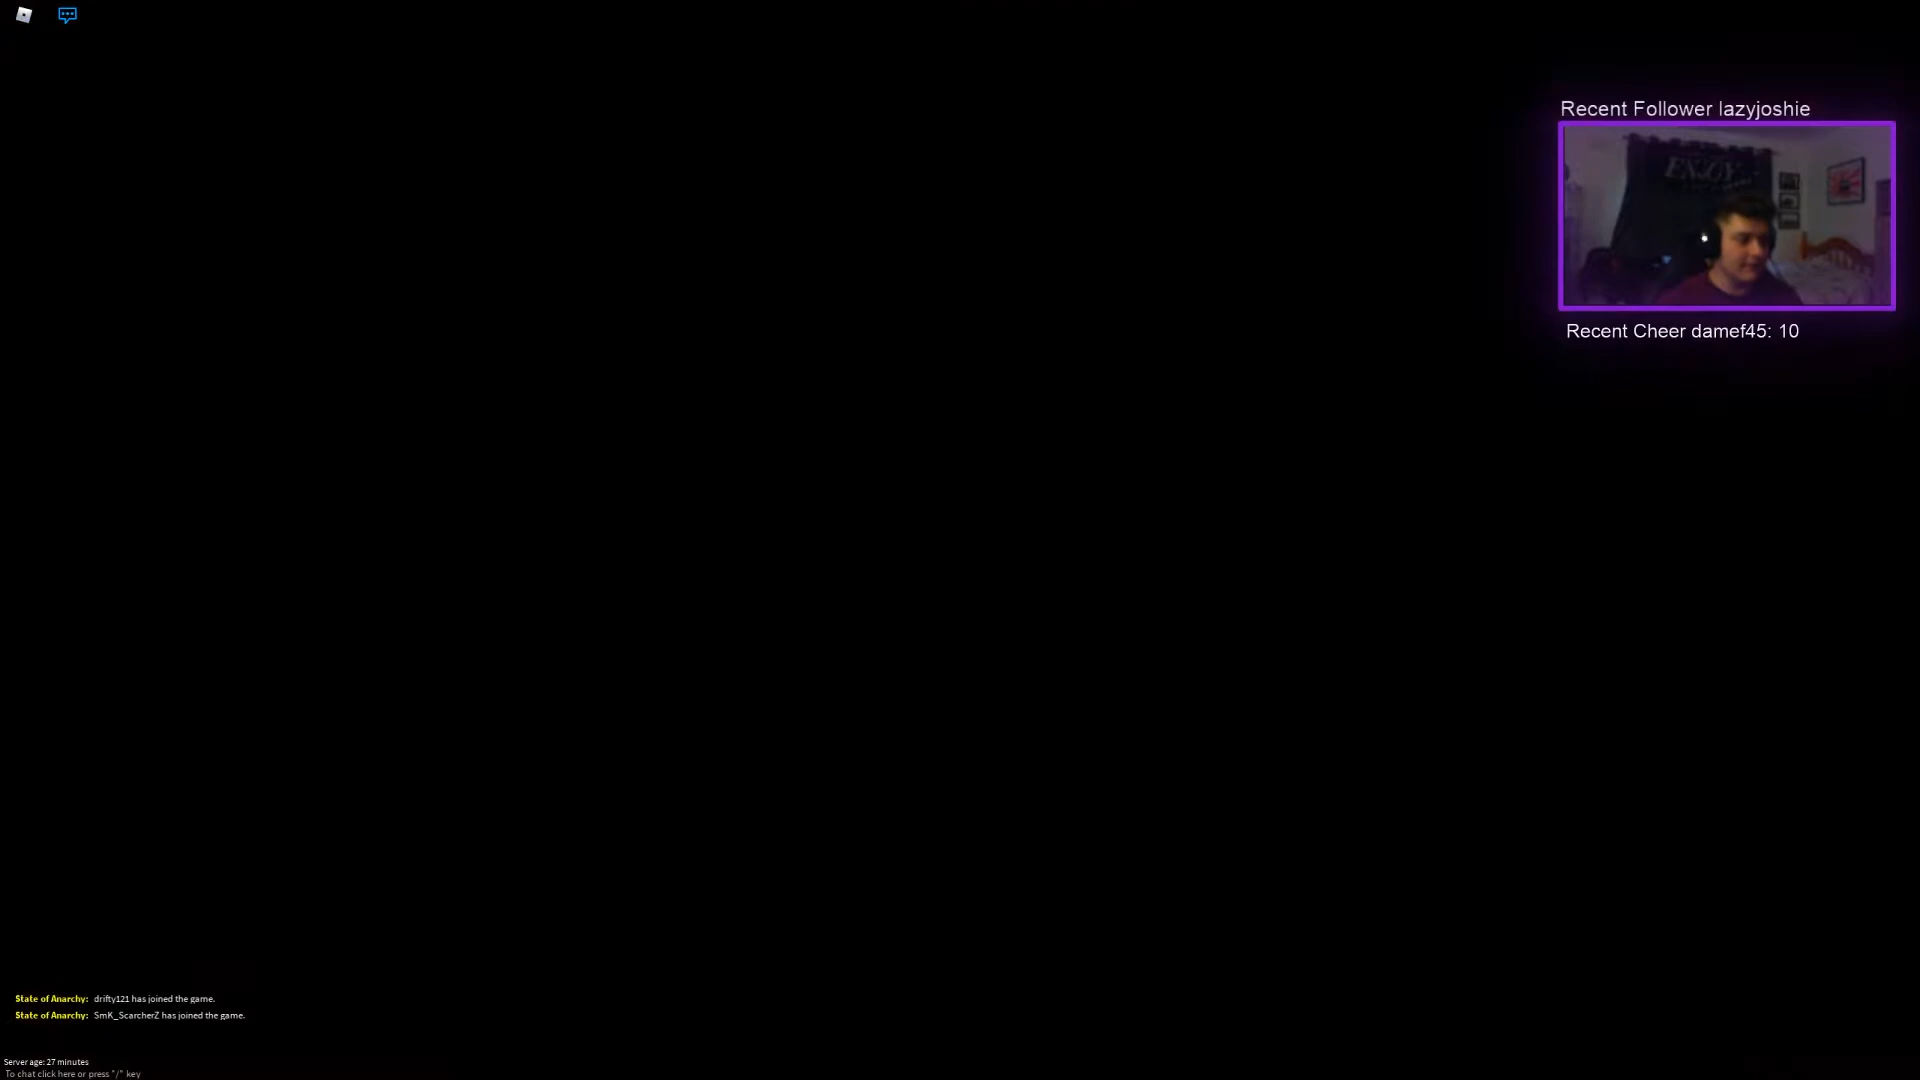 Recent Follower lazyjoshie
ENJOY
Recent Cheer damef45: 10
State of Anarchy: drifty121 has joined the game.
State of Anarchy: SmK_ScarcherZ has joined the game.
Server age: 27 minutes
To chat click here or press "/" key